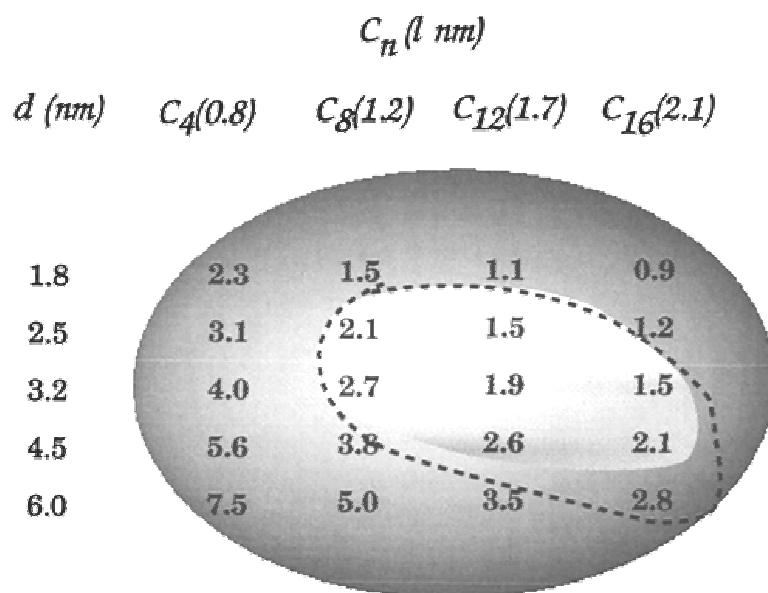 Cn (l nm)
d (nm) C4(0.8) C8(1.2) C12(1.7) C16(2.1)
1.8 2.3 1.5 1.1 0.9
2.5 3.1 2.1 1.5 1.2
3.2 4.0 2.7 1.9 1.5
4.5 5.6 3.8 2.6 2.1
6.0 7.5 5.0 3.5 2.8